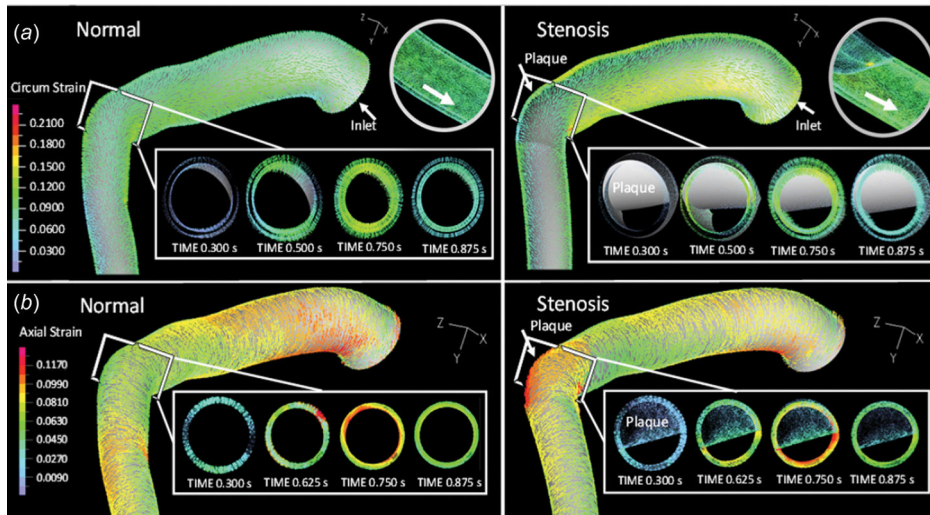 (a)
Normal
Circum Strain
0.2100
0.1800
0.1500
0.1200
0.0900
0.0600
0.0300
Z
X
Y
Inlet
TIME 0.300 s
TIME 0.500 s
TIME 0.750 s
TIME 0.875 s
Stenosis
Plaque
Z
X
Y
Inlet
Plaque
TIME 0.300 s
TIME 0.500 s
TIME 0.750 s
TIME 0.875 s
(b)
Normal
Axial Strain
0.1170
0.0990
0.0810
0.0630
0.0450
0.0270
0.0090
Z
X
Y
TIME 0.300 s
TIME 0.625 s
TIME 0.750 s
TIME 0.875 s
Stenosis
Plaque
Z
X
Y
Plaque
TIME 0.300 s
TIME 0.625 s
TIME 0.750 s
TIME 0.875 s